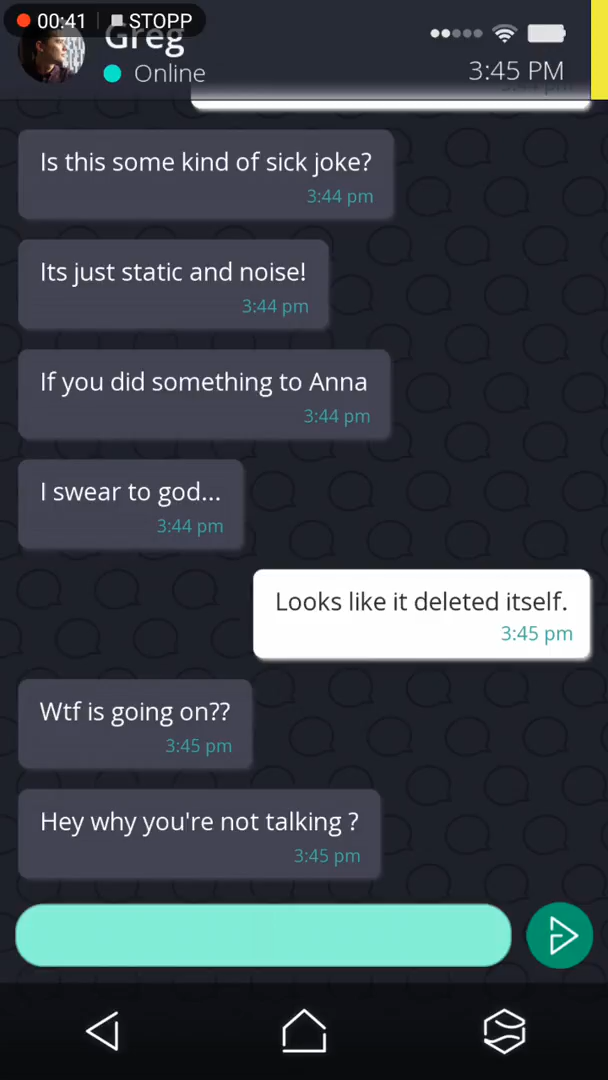 00:41 STOPP
Greg
Online
3:45 PM
Is this some kind of sick joke?
3:44 pm
Its just static and noise!
3:44 pm
If you did something to Anna
3:44 pm
I swear to god...
3:44 pm
Looks like it deleted itself.
3:45 pm
Wtf is going on??
3:45 pm
Hey why you're not talking ?
3:45 pm